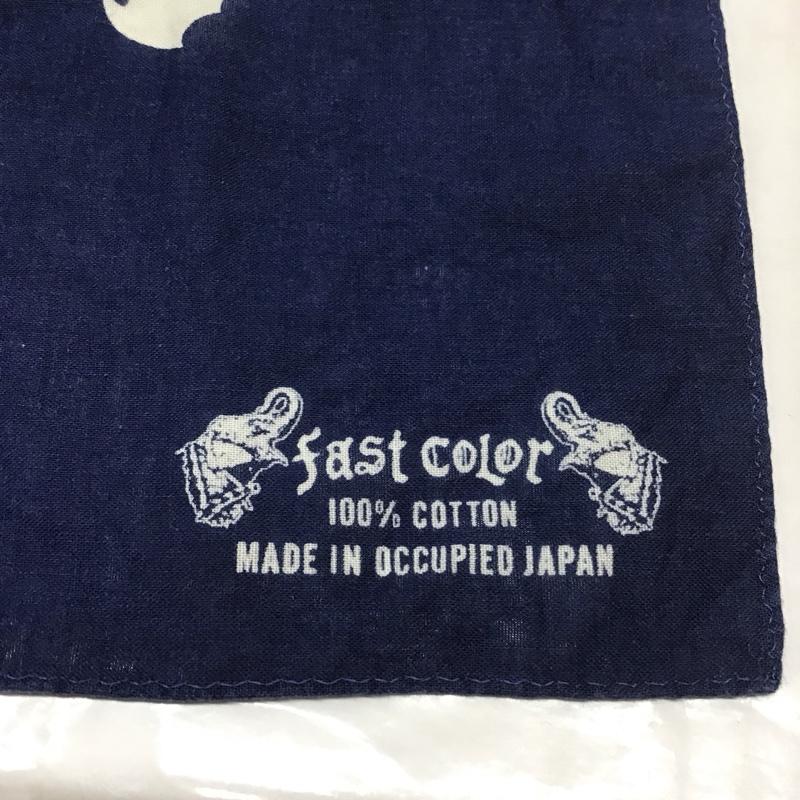 fast color
100% COTTON
MADE IN OCCUPIED JAPAN